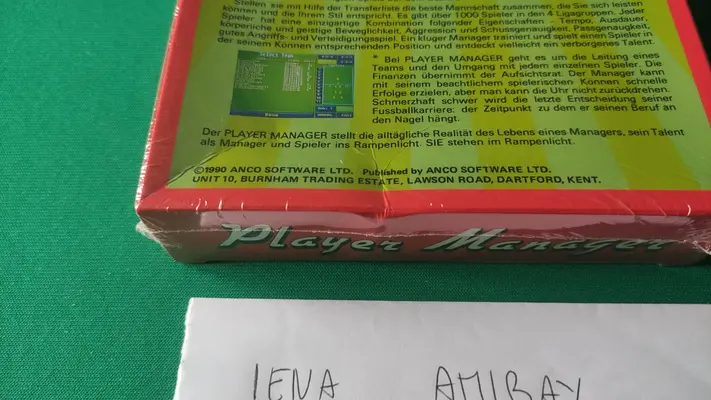 Stellen sie mit Hilfe der Transferliste die beste Mannschaft zusammen, die Sie sich leisten
können und die Ihrem Stil entspricht. Es gibt über 1000 Spieler in den 4 Ligagruppen. Jeder
Spieler hat eine einzigartige Kombination folgender Eigenschaften - Tempo, Ausdauer,
körperliche und geistige Beweglichkeit, Aggression und Schussgenauigkeit, Passgenauigkeit,
gutes Angriffs- und Verteidigungsspiel. Ein kluger Manager trainiert und spielt einen Spieler in
der seinem Können entsprechenden Position und entdeckt vielleicht ein verborgenes Talent.
* Bei PLAYER MANAGER geht es um die Leitung eines
Teams und den Umgang mit jedem einzelnen Spieler. Die
Finanzen übernimmt der Aufsichtsrat. Der Manager kann
mit seinem beachtlichem spielerischen Können schnelle
Erfolge erzielen, aber man kann die Uhr nicht zurückdrehen.
Schmerzhaft schwer wird die letzte Entscheidung seiner
Fussballkarriere: der Zeitpunkt zu dem er seinen Beruf an
den Nagel hängt.
Der PLAYER MANAGER stellt die alltägliche Realität des Lebens eines Managers, sein Talent
als Manager und Spieler ins Rampenlicht. SIE stehen im Rampenlicht.
©1990 ANCO SOFTWARE LTD. Published by ANCO SOFTWARE LTD.
UNIT 10, BURNHAM TRADING ESTATE, LAWSON ROAD, DARTFORD, KENT.
Player Manager
IENA AMIBAY